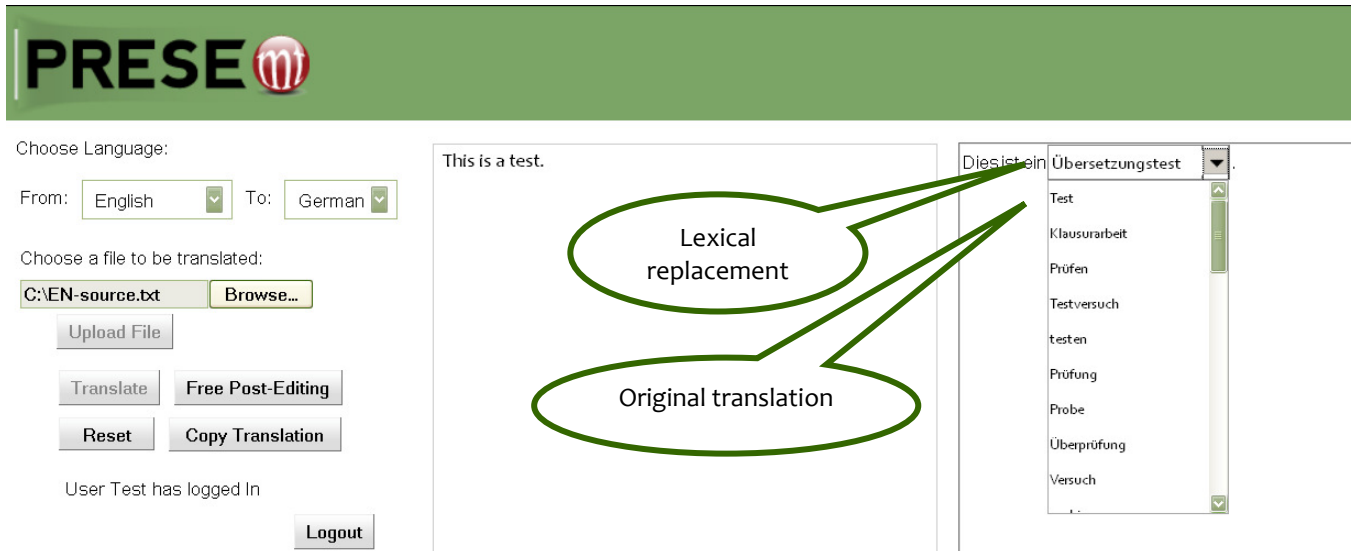 PRESEmt
Choose Language:
From: English To: German
Choose a file to be translated:
C:\EN-source.txt Browse...
Upload File
Translate Free Post-Editing
Reset Copy Translation
User Test has logged In
Logout
This is a test.
Lexical
replacement
Original translation
Dies ist ein Übersetzungstest .
Test
Klausurarbeit
Prüfen
Testversuch
testen
Prüfung
Probe
Überprüfung
Versuch